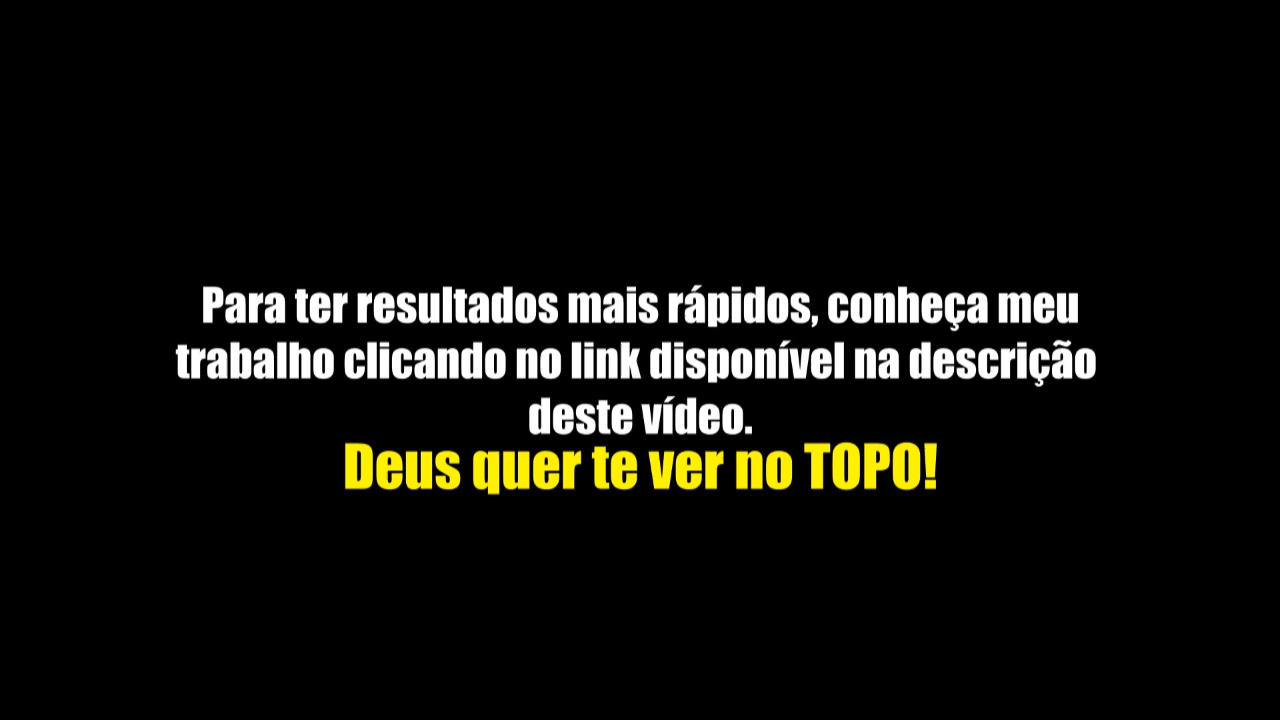 Para ter resultados mais rápidos, conheça meu
trabalho clicando no link disponível na descrição
deste vídeo.
Deus quer te ver no TOPO!